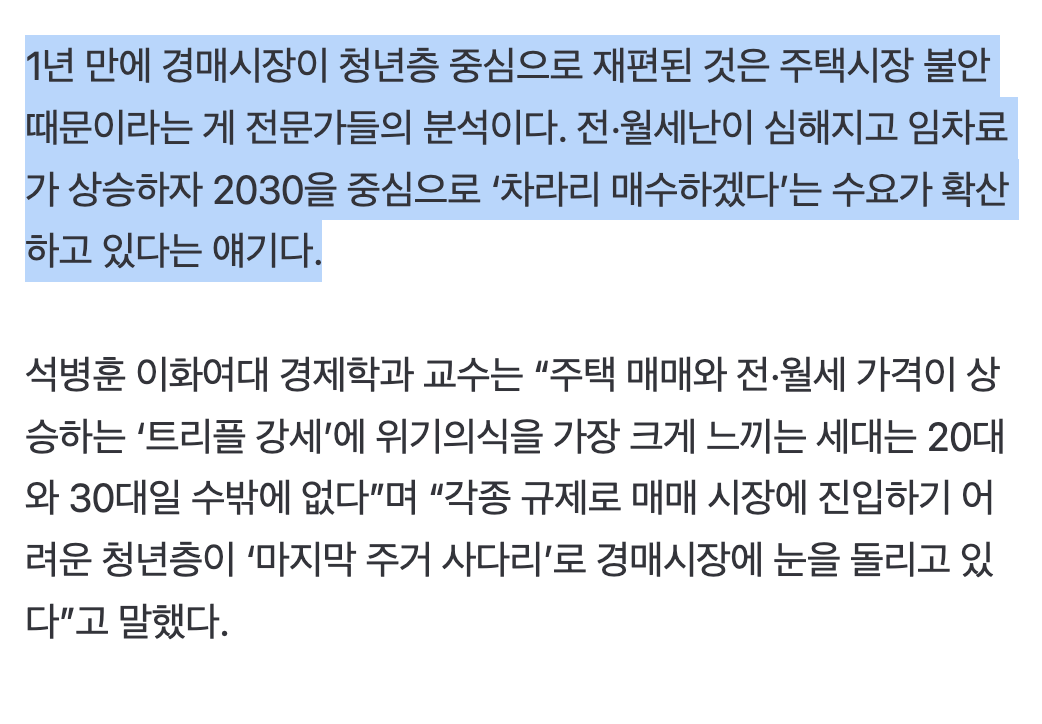 1년 만에 경매시장이 청년층 중심으로 재편된 것은 주택시장 불안
때문이라는 게 전문가들의 분석이다. 전·월세난이 심해지고 임차료
가 상승하자 2030을 중심으로 ‘차라리 매수하겠다’는 수요가 확산
하고 있다는 얘기다.
석병훈 이화여대 경제학과 교수는 “주택 매매와 전·월세 가격이 상
승하는 ‘트리플 강세’에 위기의식을 가장 크게 느끼는 세대는 20대
와 30대일 수밖에 없다”며 “각종 규제로 매매 시장에 진입하기 어
려운 청년층이 ‘마지막 주거 사다리’로 경매시장에 눈을 돌리고 있
다”고 말했다.